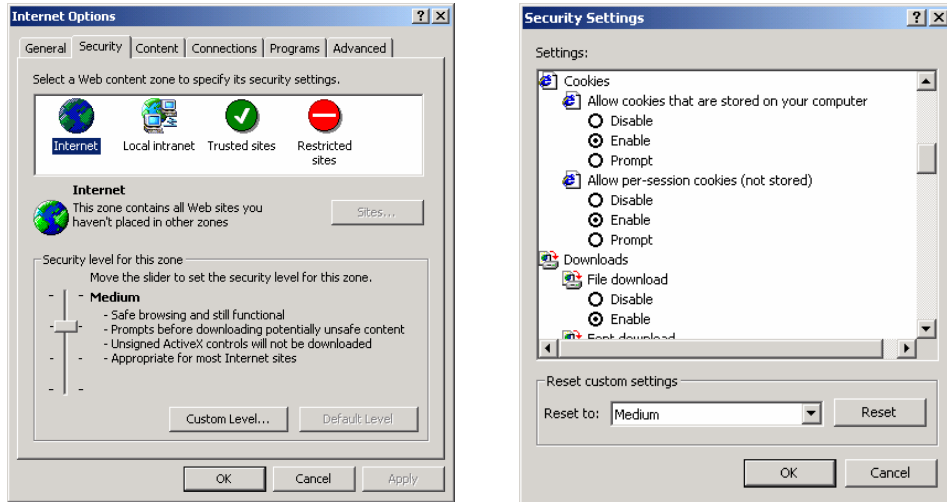 Internet Options
General Security Content Connections Programs Advanced
Select a Web content zone to specify its security settings.
Internet Local intranet Trusted sites Restricted
sites
Internet
This zone contains all Web sites you
haven't placed in other zones
Sites...
Security level for this zone
Move the slider to set the security level for this zone.
Medium
- Safe browsing and still functional
- Prompts before downloading potentially unsafe content
- Unsigned ActiveX controls will not be downloaded
- Appropriate for most Internet sites
Custom Level... Default Level
OK Cancel Apply
Security Settings
Settings:
Cookies
Allow cookies that are stored on your computer
Disable
Enable
Prompt
Allow per-session cookies (not stored)
Disable
Enable
Prompt
Downloads
File download
Disable
Enable
Font download
Reset custom settings
Reset to: Medium Reset
OK Cancel